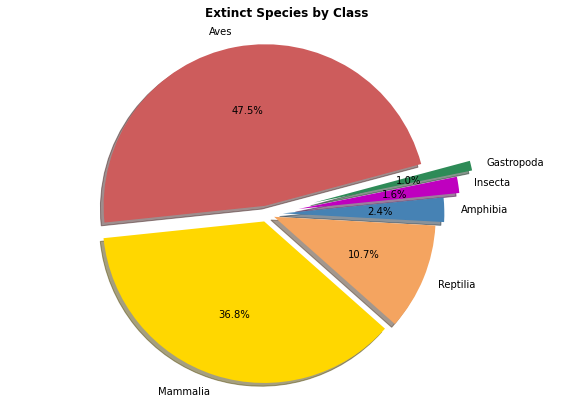 Extinct Species by Class
Aves
47.5%
Gastropoda
1.0%
Insecta
1.6%
Amphibia
2.4%
Reptilia
10.7%
Mammalia
36.8%